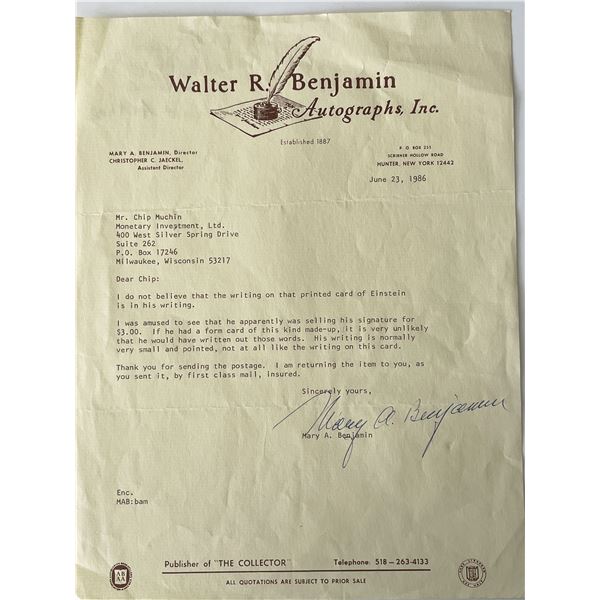 Walter R. Benjamin
Autographs, Inc.
Established 1887
MARY A. BENJAMIN, Director
CHRISTOPHER C. JAECKEL,
Assistant Director
P. O. BOX 255
SCRIBNER HOLLOW ROAD
HUNTER, NEW YORK 12442
June 23, 1986
Mr. Chip Muchin
Monetary Investment, Ltd.
400 West Silver Spring Drive
Suite 262
P.O. Box 17246
Milwaukee, Wisconsin 53217
Dear Chip:
I do not believe that the writing on that printed card of Einstein
is in his writing.
I was amused to see that he apparently was selling his signature for
$3.00. If he had a form card of this kind made-up, it is very unlikely
that he would have written out those words. His writing is normally
very small and pointed, not at all like the writing on this card.
Thank you for sending the postage. I am returning the item to you, as
you sent it, by first class mail, insured.
Sincerely yours,
Mary A. Benjamin
Mary A. Benjamin
Enc.
MAB:bam
Publisher of "THE COLLECTOR" Telephone: 518-263-4133
ALL QUOTATIONS ARE SUBJECT TO PRIOR SALE
AB
AA